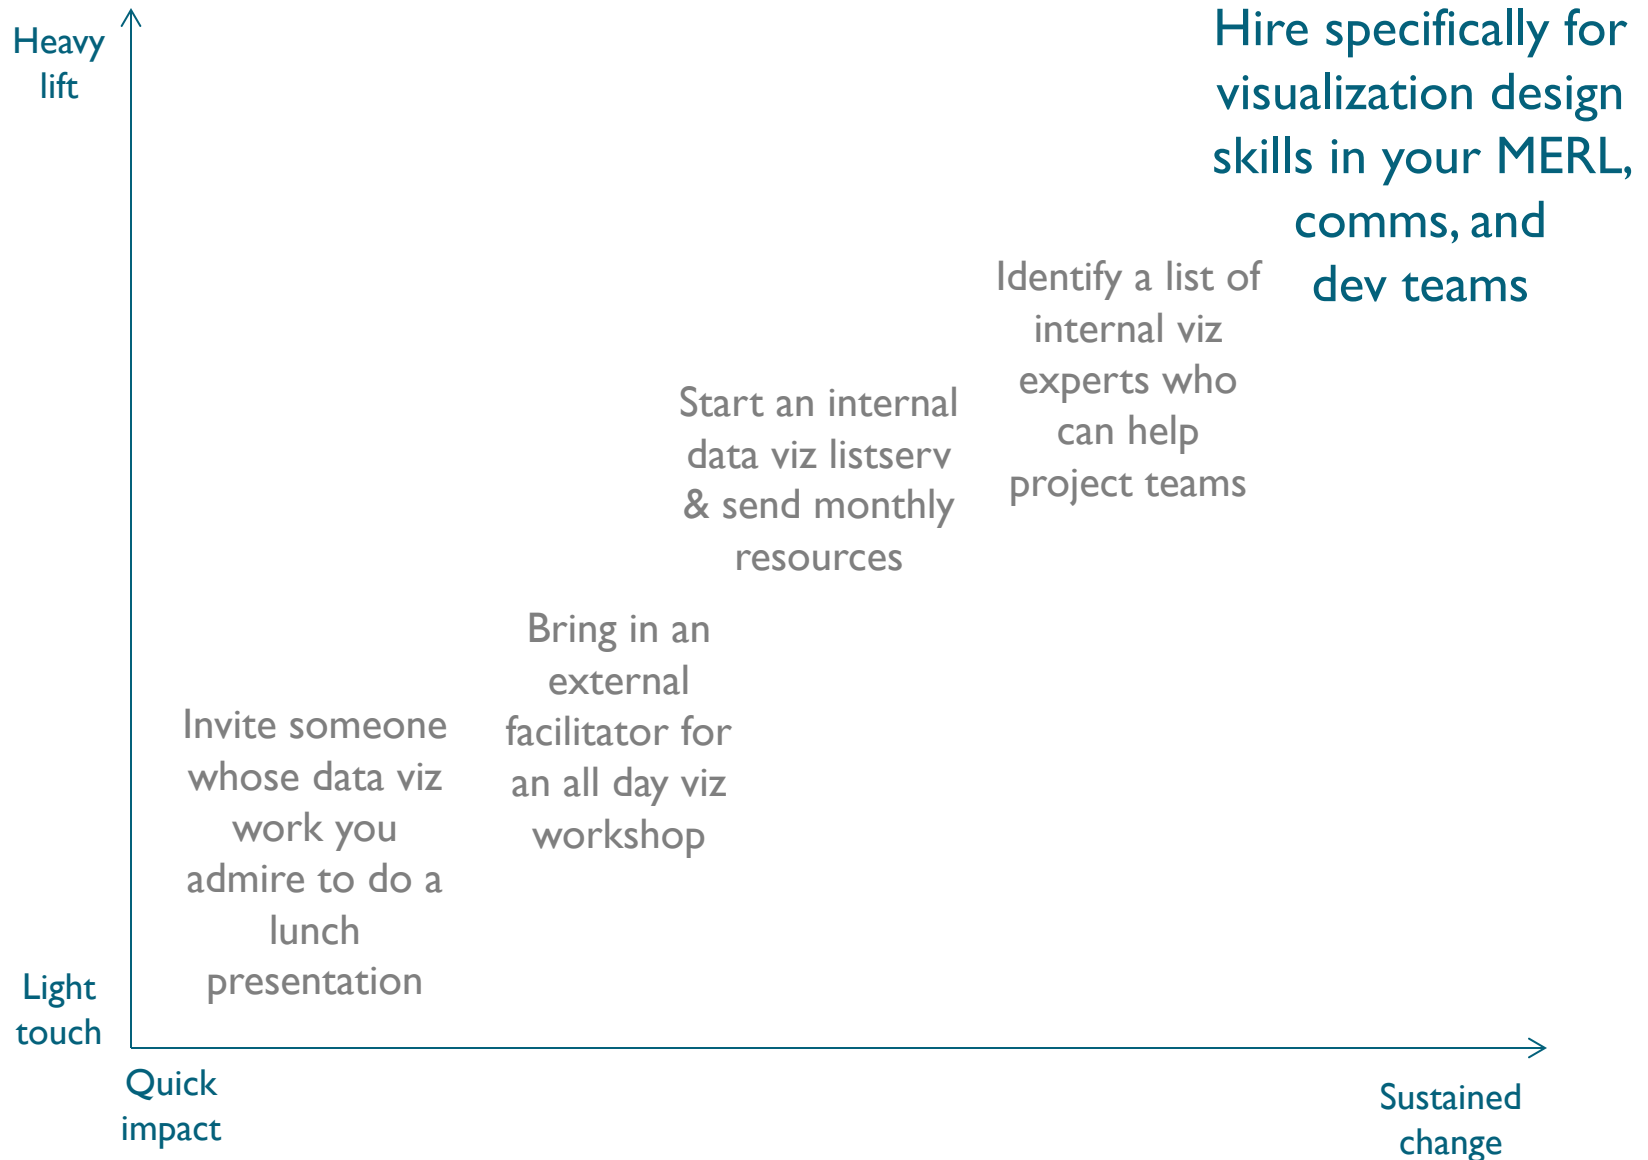 Heavy
lift
Hire specifically for
visualization design
skills in your MERL,
comms, and
dev teams
Identify a list of
internal viz
experts who
can help
project teams
Start an internal
data viz listserv
& send monthly
resources
Bring in an
external
facilitator for
an all day viz
workshop
Invite someone
whose data viz
work you
admire to do a
lunch
presentation
Light
touch
Quick
impact
Sustained
change